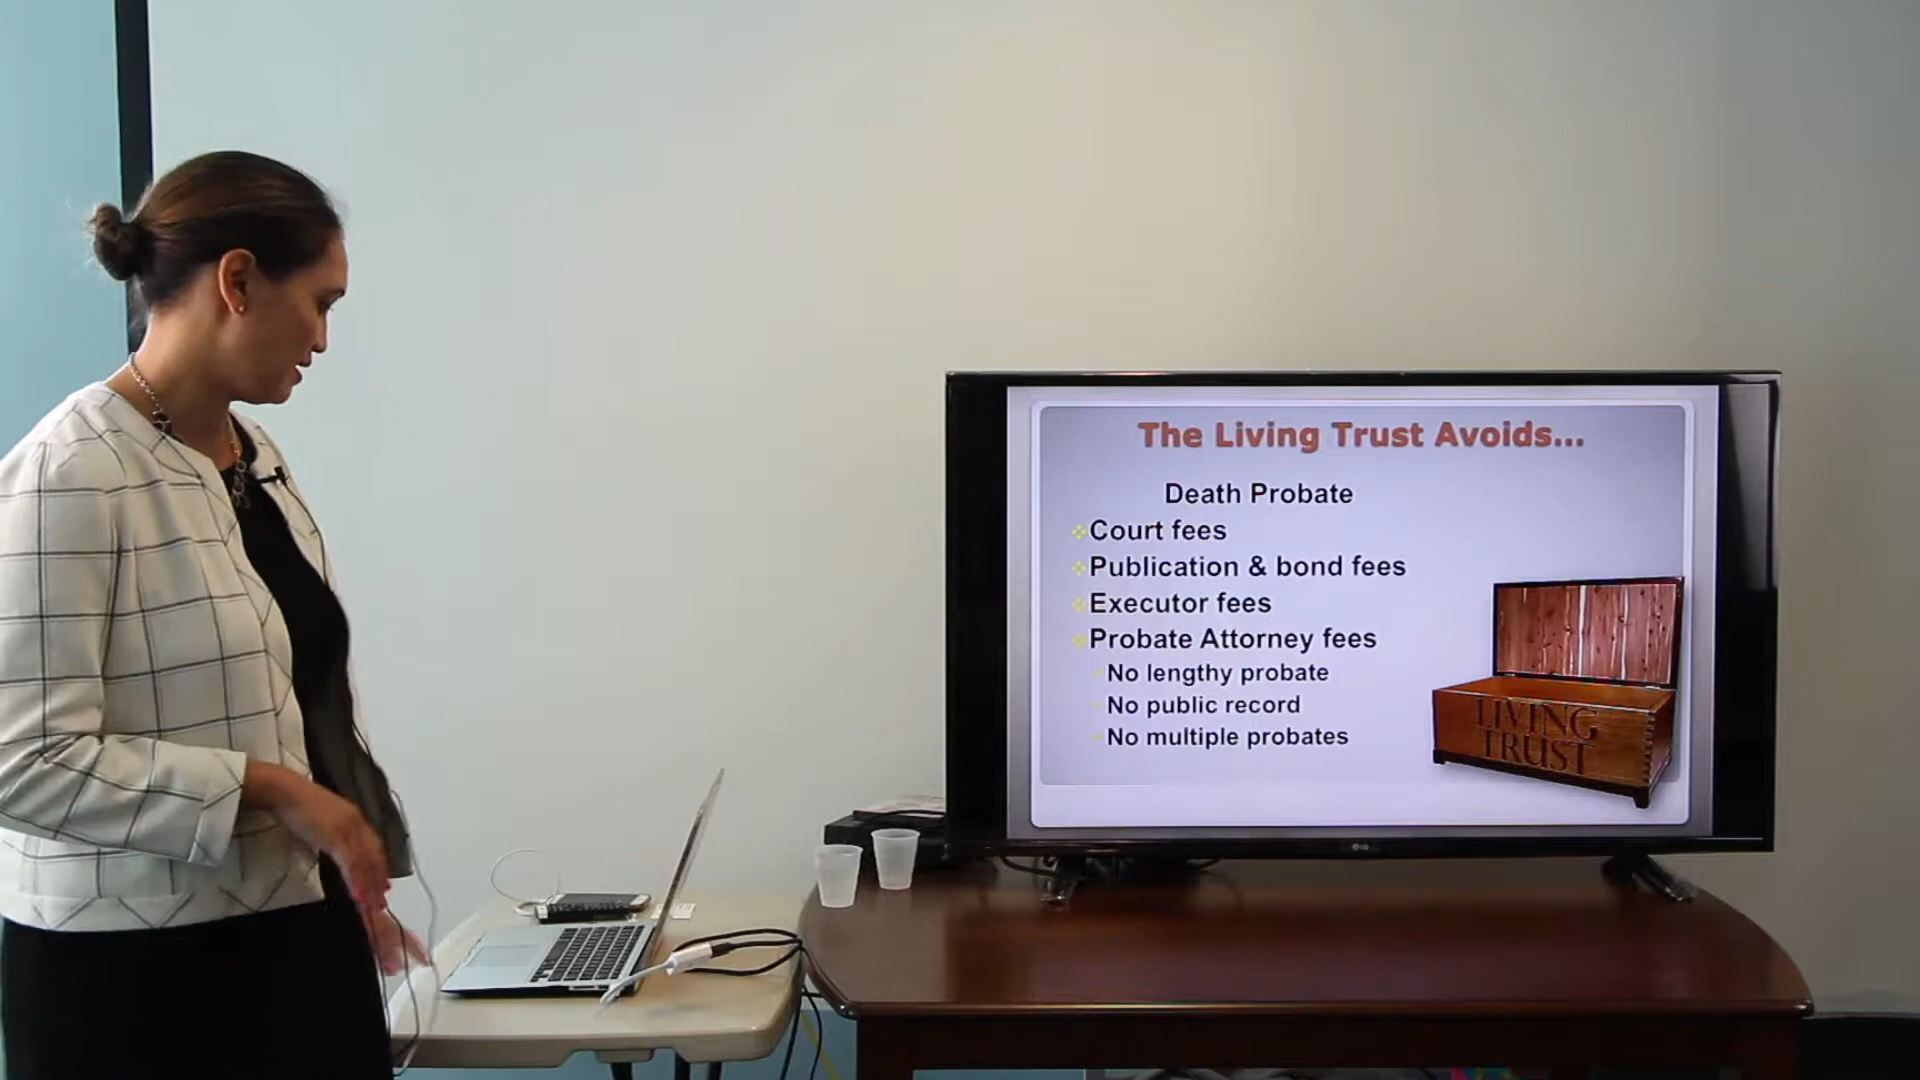 The Living Trust Avoids...
Death Probate
Court fees
Publication & bond fees
Executor fees
Probate Attorney fees
No lengthy probate
No public record
No multiple probates
LIVING
TRUST
LG